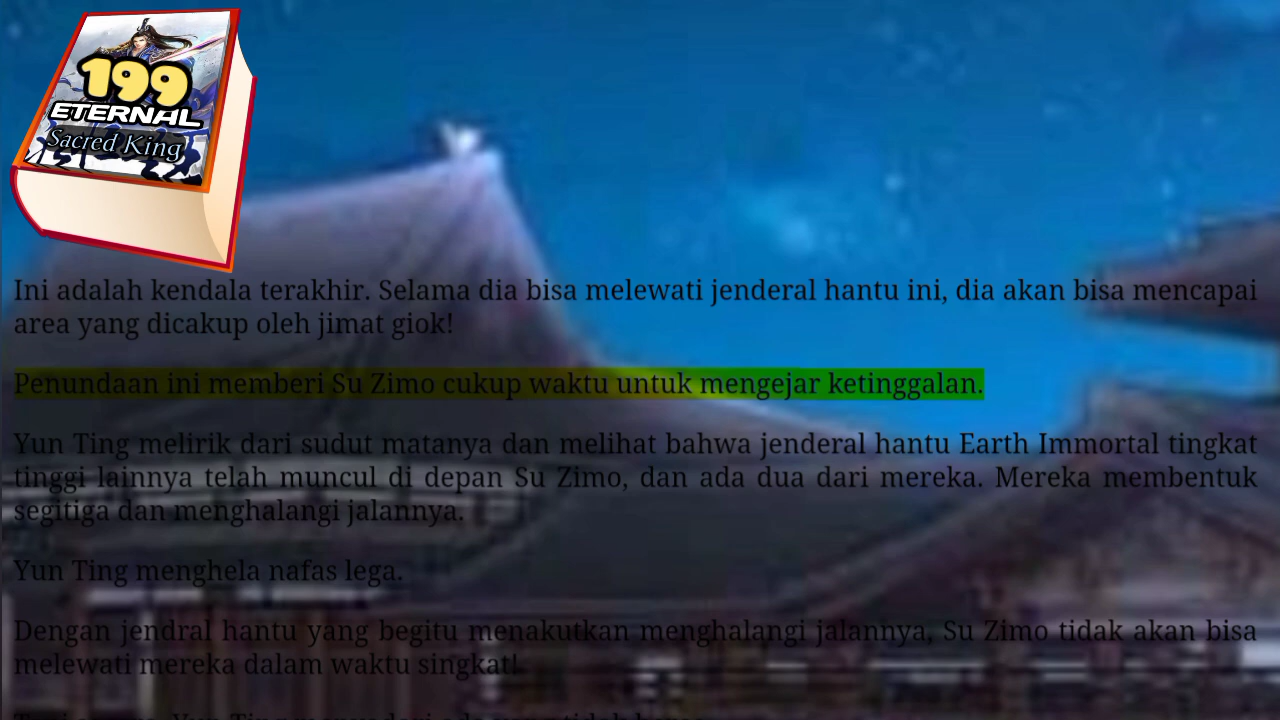 199
ETERNAL
Sacred King
Ini adalah kendala terakhir. Selama dia bisa melewati jenderal hantu ini, dia akan bisa mencapai
area yang dicakup oleh jimat giok!
Penundaan ini memberi Su Zimo cukup waktu untuk mengejar ketinggalan.
Yun Ting melirik dari sudut matanya dan melihat bahwa jenderal hantu Earth Immortal tingkat
tinggi lainnya telah muncul di depan Su Zimo, dan ada dua dari mereka. Mereka membentuk
segitiga dan menghalangi jalannya.
Yun Ting menghela nafas lega.
Dengan jendral hantu yang begitu menakutkan menghalangi jalannya, Su Zimo tidak akan bisa
melewati mereka dalam waktu singkat!